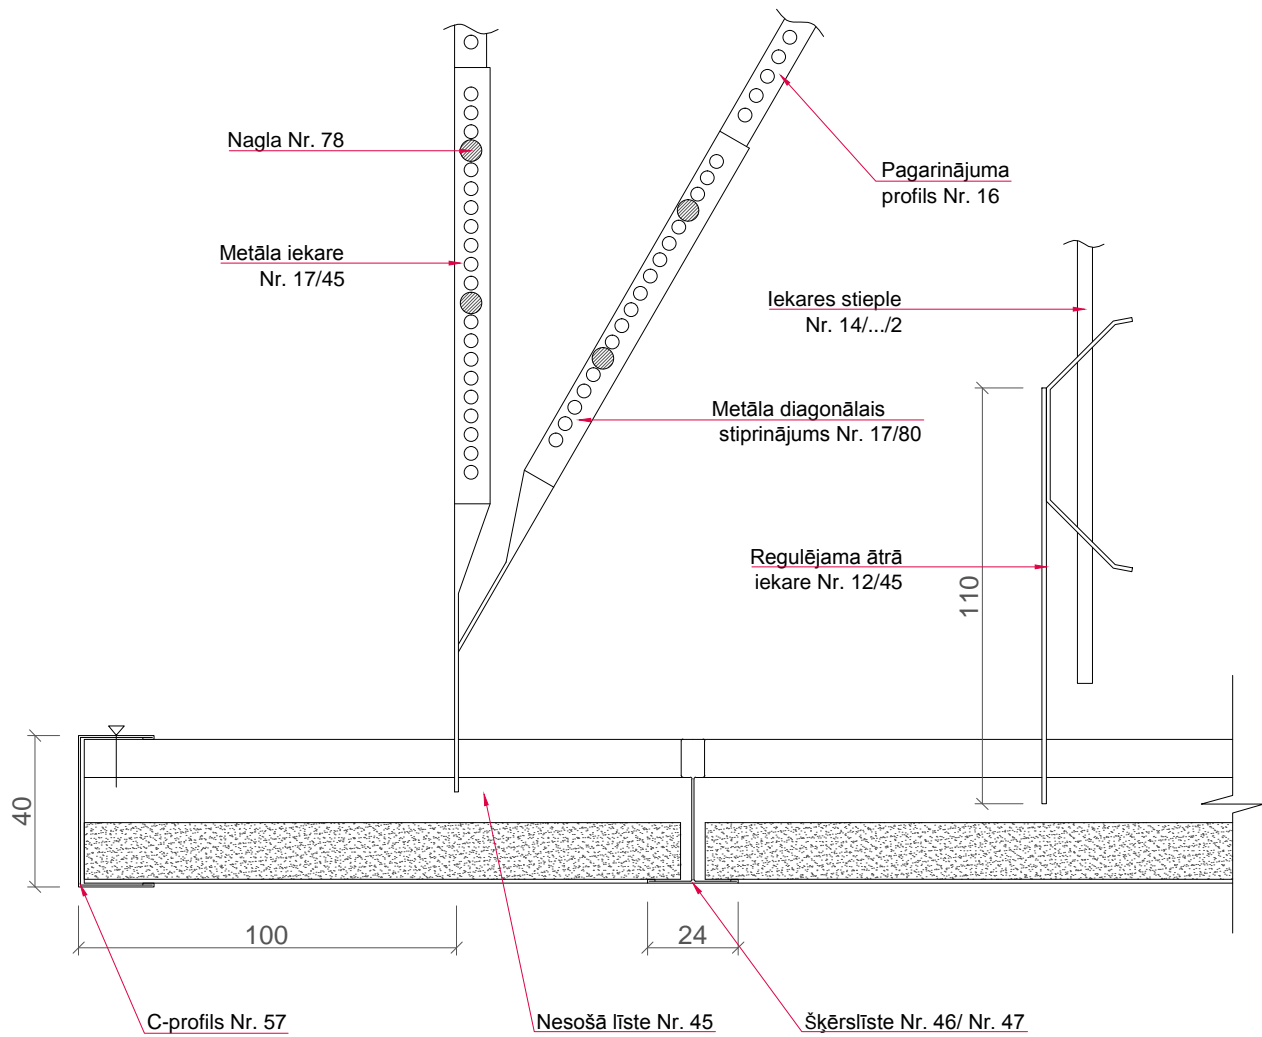 Nagla Nr. 78
Pagarinājuma
profils Nr. 16
Metāla iekare
Nr. 17/45
Iekares stieple
Nr. 14/.../2
Metāla diagonālais
stiprinājums Nr. 17/80
Regulējama ātrā
iekare Nr. 12/45
110
40
100
24
C-profils Nr. 57
Nesošā līste Nr. 45
Šķērslīste Nr. 46/ Nr. 47